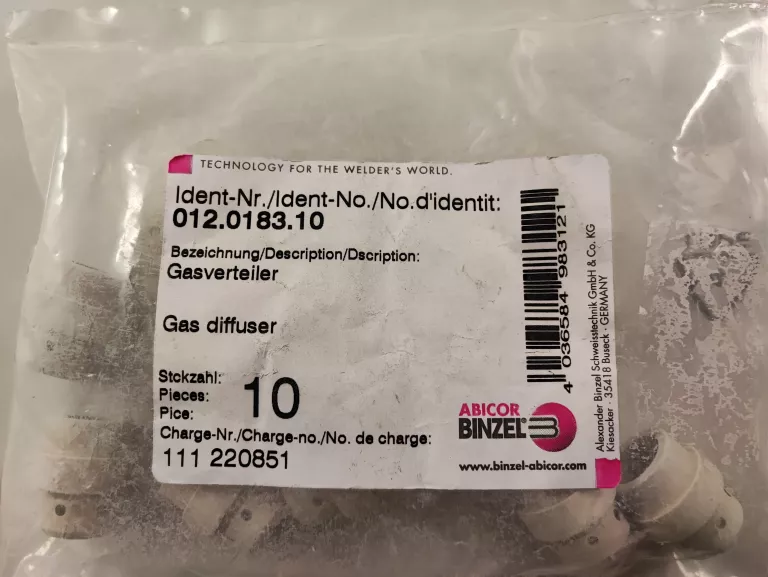 TECHNOLOGY FOR THE WELDER'S WORLD.
Ident-Nr./Ident-No./No.d'identit:
012.0183.10
Bezeichnung/Description/Dscription:
Gasverteiler
Gas diffuser
Stckzahl:
Pieces:
Pice:
10
Charge-Nr./Charge-no./No. de charge:
111 220851
4 036584 983121
ABICOR
BINZEL®
www.binzel-abicor.com
Alexander Binzel Schweisstechnik GmbH & Co. KG
Kiesacker · 35418 Buseck · GERMANY